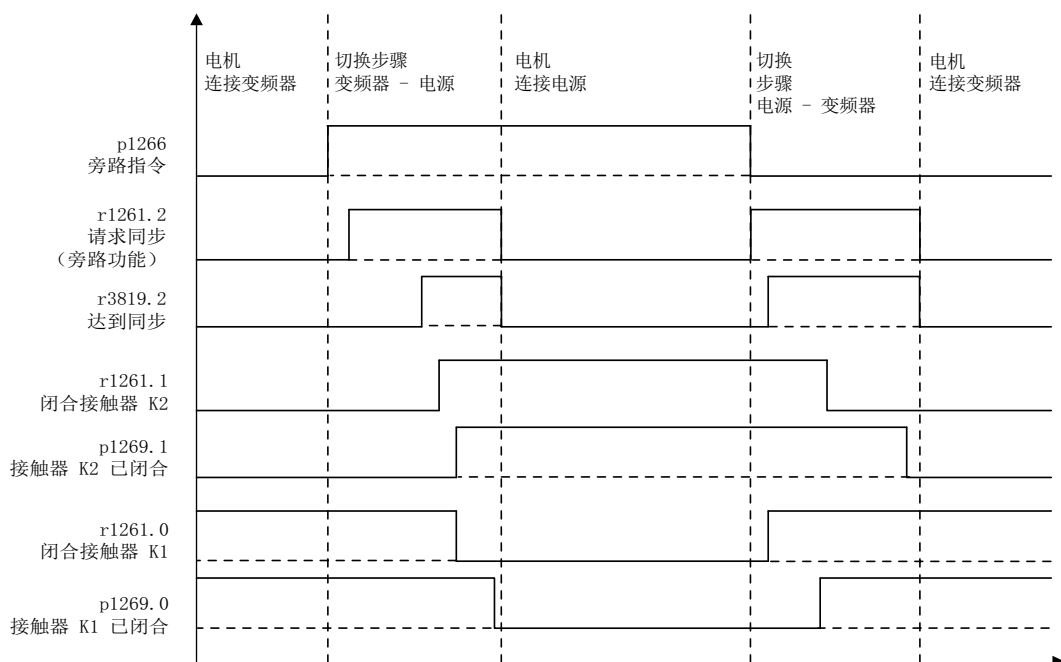 电机
连接变频器
切换步骤
变频器 - 电源
电机
连接电源
切换
步骤
电源 - 变频器
电机
连接变频器
p1266
旁路指令
r1261.2
请求同步
（旁路功能）
r3819.2
达到同步
r1261.1
闭合接触器 K2
p1269.1
接触器 K2 已闭合
r1261.0
闭合接触器 K1
p1269.0
接触器 K1 已闭合